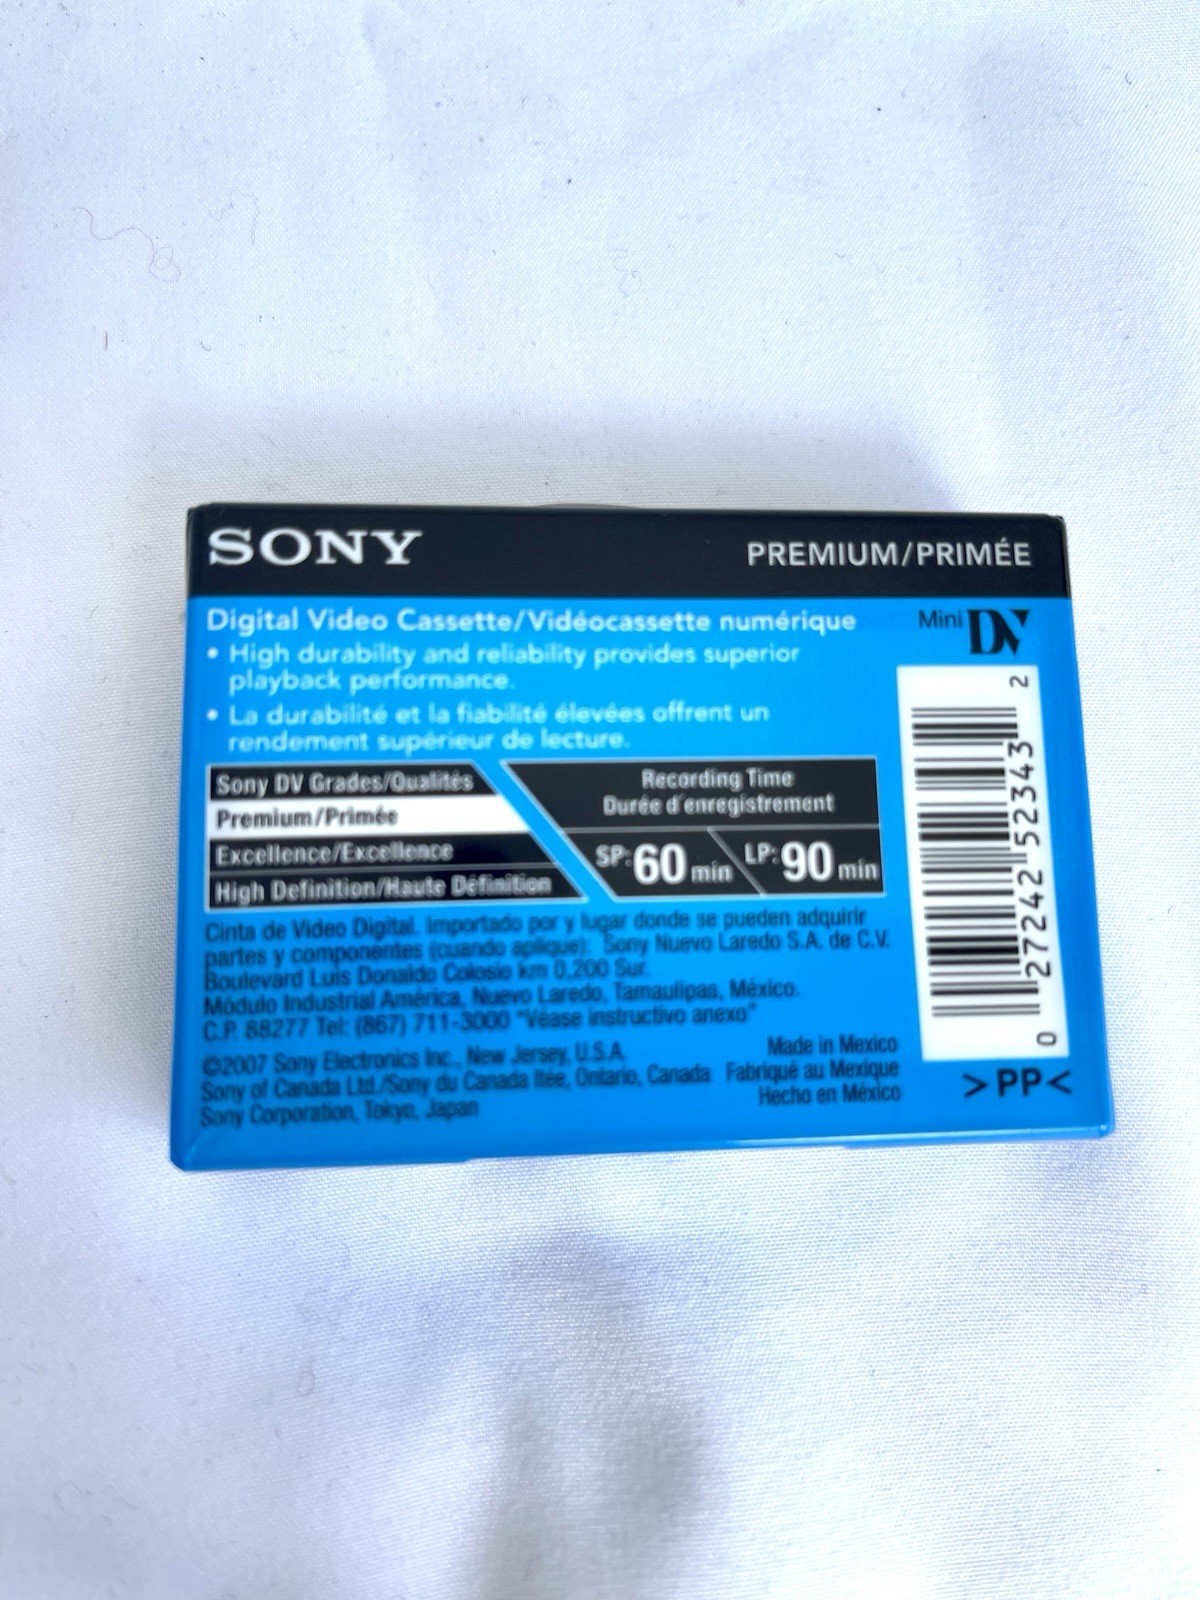 SONY
PREMIUM/PRIMÉE
Digital Video Cassette/Vidéocassette numérique
Mini DV
• High durability and reliability provides superior
playback performance.
• La durabilité et la fiabilité élevées offrent un
rendement supérieur de lecture.
Sony DV Grades/Qualités
Premium/Primée
Excellence/Excellence
High Definition/Haute Définition
Recording Time
Durée d'enregistrement
SP: 60 min
LP: 90 min
0 27242 52343 2
Cinta de Video Digital. Importado por y lugar donde se pueden adquirir
partes y componentes (cuando aplique): Sony Nuevo Laredo S.A. de C.V.
Boulevard Luis Donaldo Colosio km 0.200 Sur.
Módulo Industrial América, Nuevo Laredo, Tamaulipas, México.
C.P. 88277 Tel: (867) 711-3000 "Véase instructivo anexo"
©2007 Sony Electronics Inc., New Jersey, U.S.A.
Sony of Canada Ltd./Sony du Canada ltée, Ontario, Canada
Sony Corporation, Tokyo, Japan
Made in Mexico
Fabriqué au Mexique
Hecho en México
>PP<